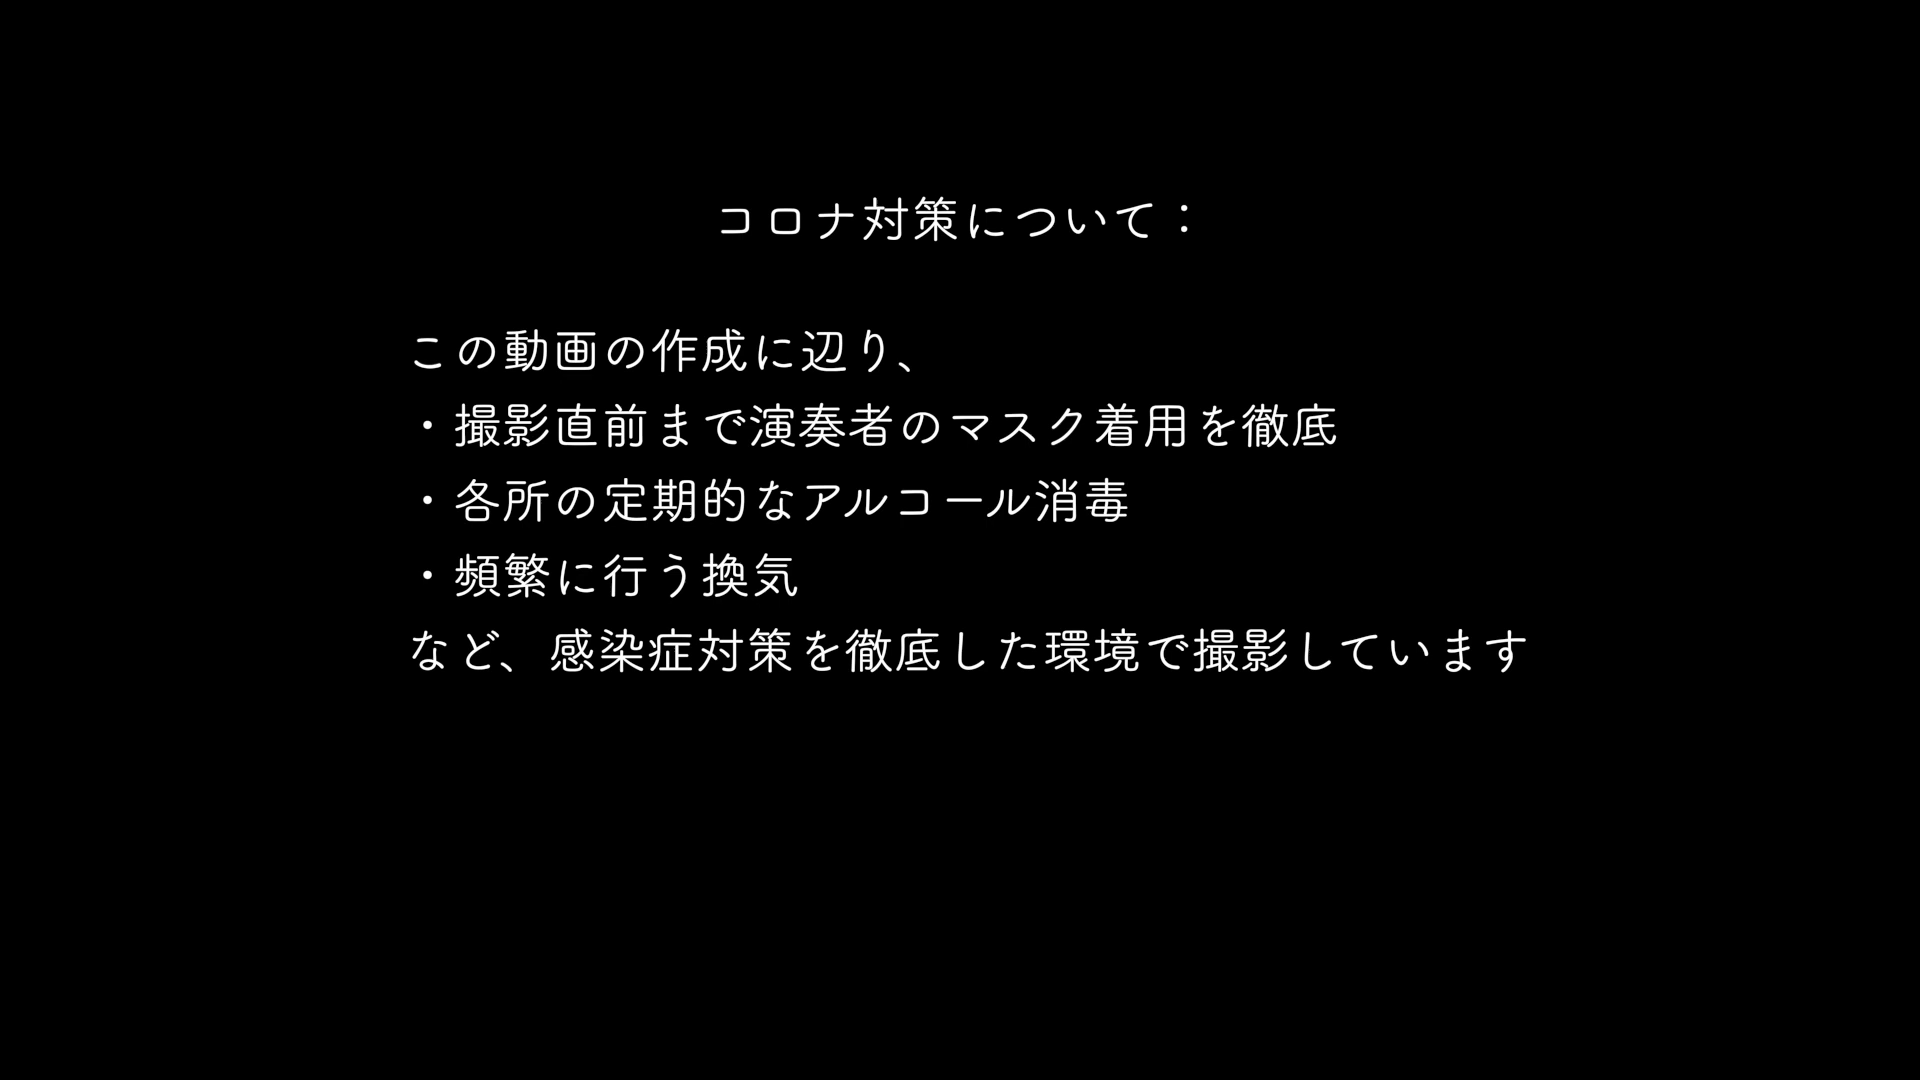 コロナ対策について：
この動画の作成に辺り、
・撮影直前まで演奏者のマスク着用を徹底
・各所の定期的なアルコール消毒
・頻繁に行う換気
など、感染症対策を徹底した環境で撮影しています